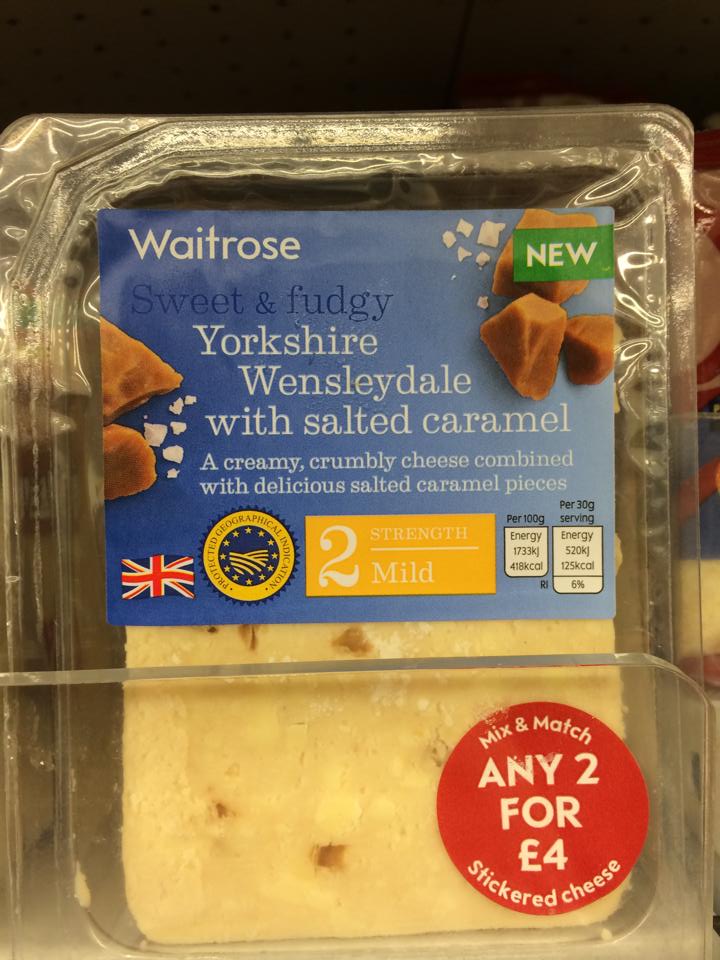 Waitrose
NEW
Sweet & fudgy
Yorkshire
Wensleydale
with salted caramel
A creamy, crumbly cheese combined
with delicious salted caramel pieces
PROTECTED GEOGRAPHICAL INDICATION
2
STRENGTH
Mild
Per 100g
Energy
1733kJ
418kcal
Per 30g
serving
Energy
520kJ
125kcal
RI
6%
Mix & Match
ANY 2
FOR
£4
Stickered cheese